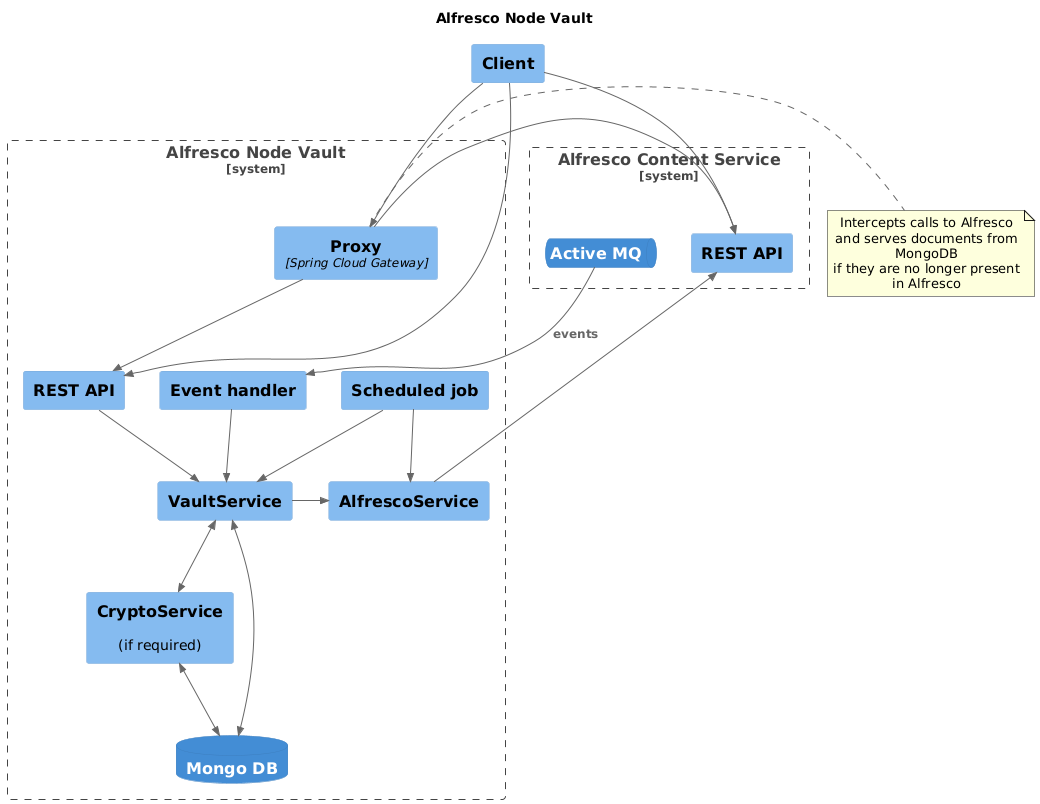 Alfresco Node Vault
Client
Alfresco Node Vault
[system]
Alfresco Content Service
[system]
Proxy
[Spring Cloud Gateway]
Active MQ
REST API
Intercepts calls to Alfresco
and serves documents from
MongoDB
if they are no longer present
in Alfresco
events
REST API
Event handler
Scheduled job
VaultService
AlfrescoService
CryptoService
(if required)
Mongo DB